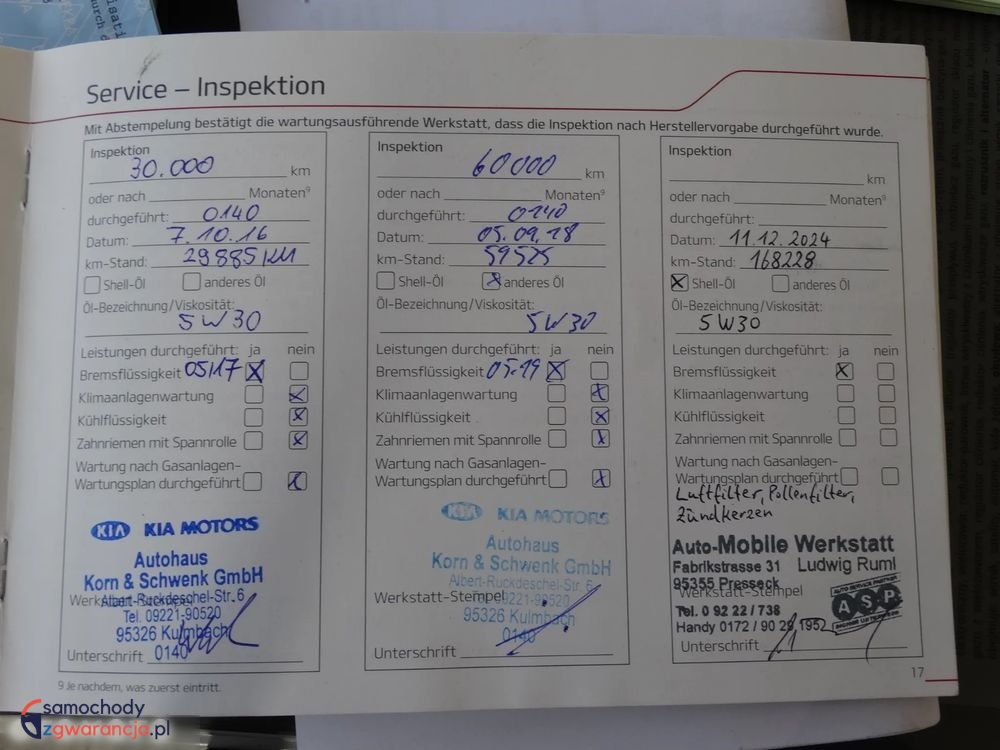 Service – Inspektion
Mit Abstempelung bestätigt die wartungsausführende Werkstatt, dass die Inspektion nach Herstellervorgabe durchgeführt wurde.
Inspektion
30.000 km
oder nach Monaten⁹
durchgeführt: 0140
Datum: 7.10.16
km-Stand: 29885 KM
Shell-Öl anderes Öl
Öl-Bezeichnung/Viskosität:
5W30
Leistungen durchgeführt: ja nein
Bremsflüssigkeit 05/17
Klimaanlagenwartung
Kühlflüssigkeit
Zahnriemen mit Spannrolle
Wartung nach Gasanlagen-
Wartungsplan durchgeführt
KIA KIA MOTORS
Autohaus
Korn & Schwenk GmbH
Albert-Ruckdeschel-Str. 6
Werkstatt-Stempel
Tel. 09221-90520
95326 Kulmbach
0140
Unterschrift
Inspektion
60000 km
oder nach Monaten⁹
durchgeführt: 0140
Datum: 05.09.18
km-Stand: 59525
Shell-Öl anderes Öl
Öl-Bezeichnung/Viskosität:
5W30
Leistungen durchgeführt: ja nein
Bremsflüssigkeit 05.19
Klimaanlagenwartung
Kühlflüssigkeit
Zahnriemen mit Spannrolle
Wartung nach Gasanlagen-
Wartungsplan durchgeführt
KIA KIA MOTORS
Autohaus
Korn & Schwenk GmbH
Albert-Ruckdeschel-Str. 6
Werkstatt-Stempel
Tel. 09221-90520
95326 Kulmbach
0140
Unterschrift
Inspektion
km
oder nach Monaten⁹
durchgeführt:
Datum: 11.12.2024
km-Stand: 168228
Shell-Öl anderes Öl
Öl-Bezeichnung/Viskosität:
5W30
Leistungen durchgeführt: ja nein
Bremsflüssigkeit
Klimaanlagenwartung
Kühlflüssigkeit
Zahnriemen mit Spannrolle
Wartung nach Gasanlagen-
Wartungsplan durchgeführt
Luftfilter, Pollenfilter,
Zündkerzen
Auto-Mobile Werkstatt
Fabrikstrasse 31 Ludwig Ruml
95355 Presseck
Werkstatt-Stempel
Tel. 0 92 22 / 738
Handy 0172 / 90 29 1952
ASP
Unterschrift
9 Je nachdem, was zuerst eintritt.
17
samochody
zgwarancja.pl